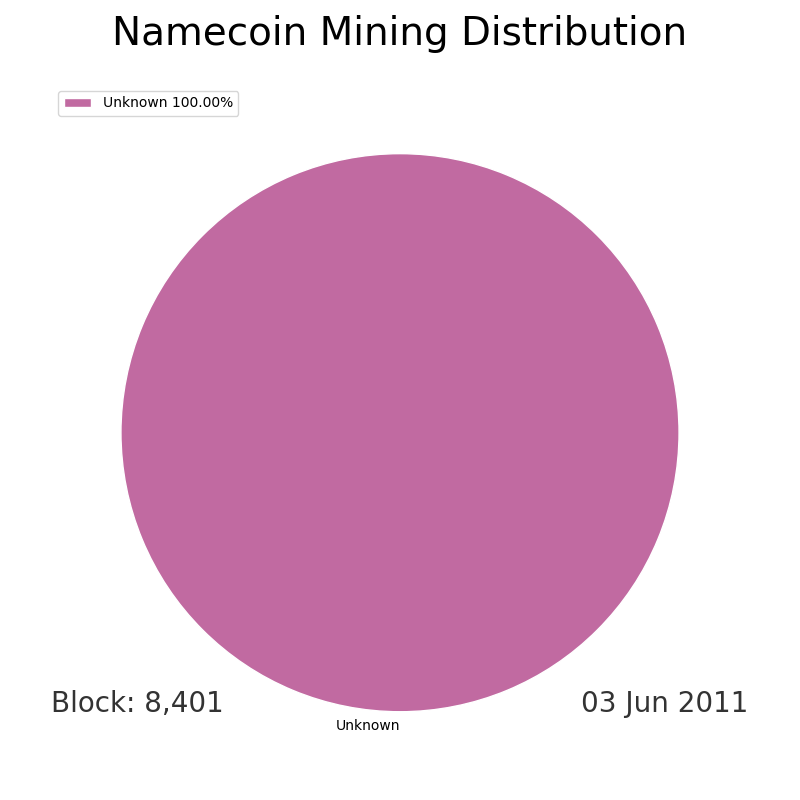 Namecoin Mining Distribution
Unknown 100.00%
Block: 8,401
03 Jun 2011
Unknown